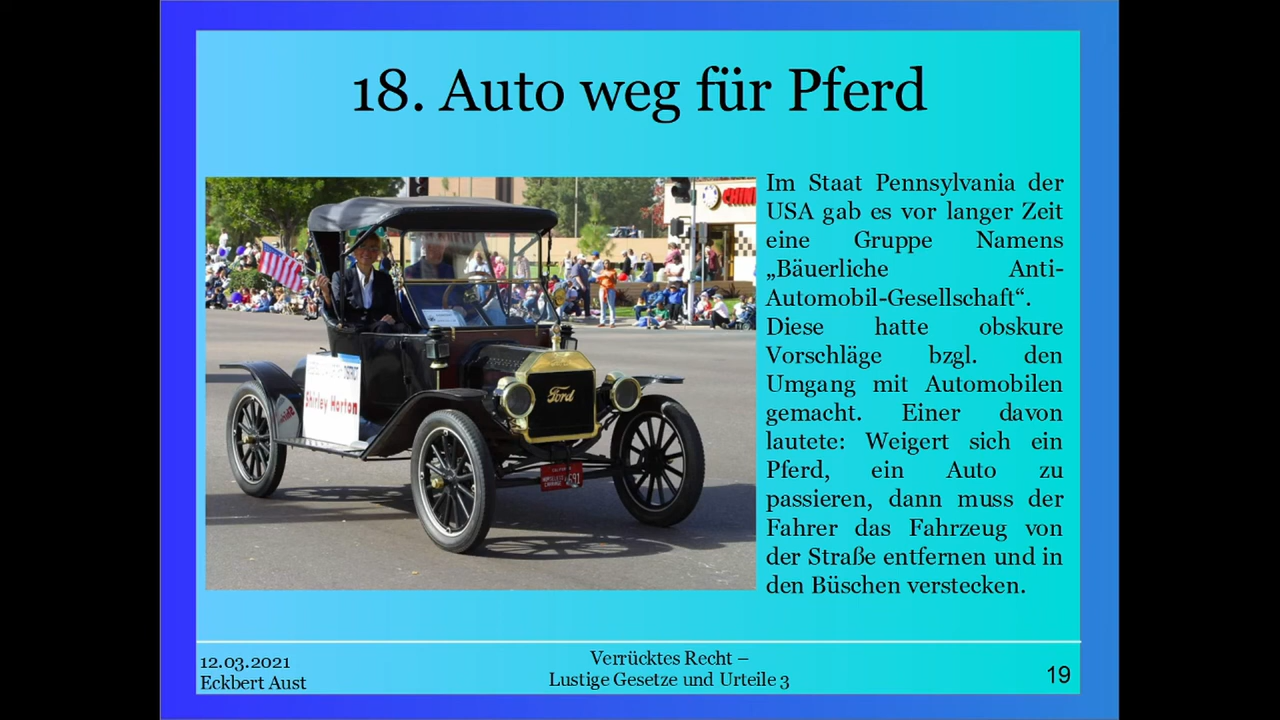 18. Auto weg für Pferd
Im Staat Pennsylvania der
USA gab es vor langer Zeit
eine Gruppe Namens
„Bäuerliche Anti-
Automobil-Gesellschaft“.
Diese hatte obskure
Vorschläge bzgl. den
Umgang mit Automobilen
gemacht. Einer davon
lautete: Weigert sich ein
Pferd, ein Auto zu
passieren, dann muss der
Fahrer das Fahrzeug von
der Straße entfernen und in
den Büschen verstecken.
Shirley Horton
Ford
12.03.2021
Eckbert Aust
Verrücktes Recht –
Lustige Gesetze und Urteile 3
19